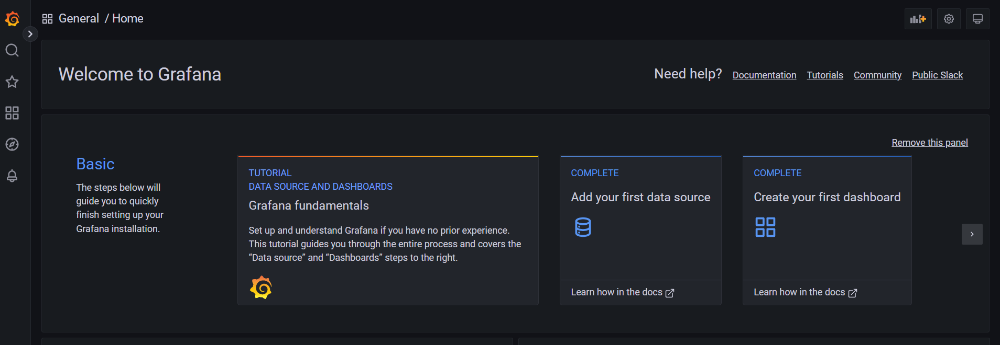 General / Home
Welcome to Grafana
Need help? Documentation Tutorials Community Public Slack
Remove this panel
Basic
The steps below will
guide you to quickly
finish setting up your
Grafana installation.
TUTORIAL
DATA SOURCE AND DASHBOARDS
Grafana fundamentals
Set up and understand Grafana if you have no prior experience.
This tutorial guides you through the entire process and covers the
“Data source” and “Dashboards” steps to the right.
COMPLETE
Add your first data source
Learn how in the docs
COMPLETE
Create your first dashboard
Learn how in the docs